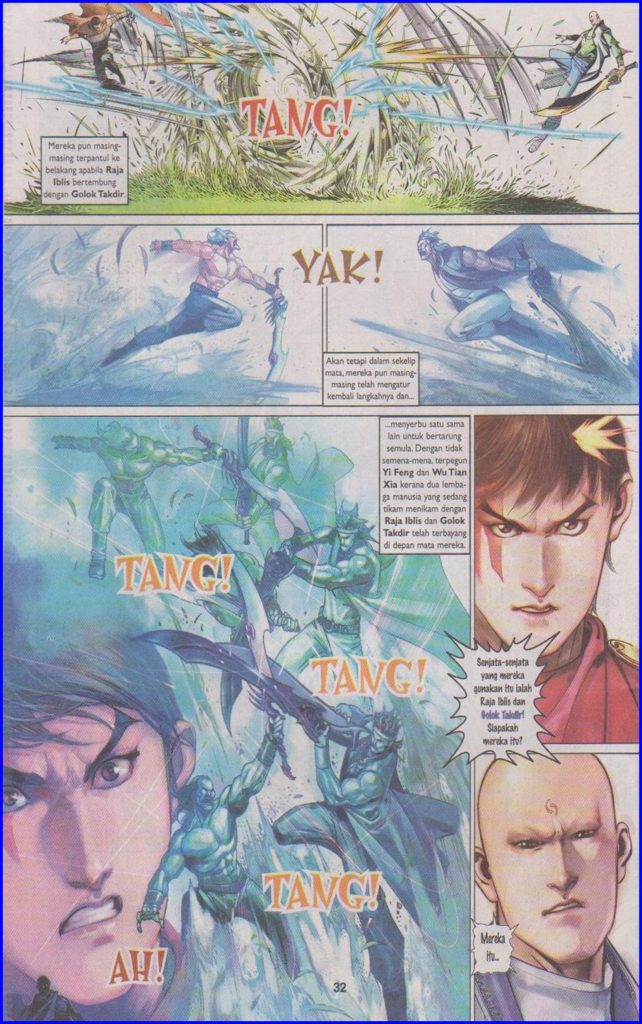 TANG!
Mereka pun masing-
masing terpantul ke
belakang apabila Raja
Iblis bertembung
dengan Golok Takdir.
YAK!
Akan tetapi dalam sekelip
mata, mereka pun masing-
masing telah mengatur
kembali langkahnya dan...
...menyerbu satu sama
lain untuk bertarung
semula. Dengan tidak
semena-mena, terpegun
Yi Feng dan Wu Tian
Xia kerana dua lemba-
ga manusia yang sedang
tikam menikam dengan
Raja Iblis dan Golok
Takdir telah terbayang
di depan mata mereka.
TANG!
TANG!
Senjata-senjata
yang mereka
gunakan itu ialah
Raja Iblis dan
Golok Takdir!
Siapakah
mereka itu?
TANG!
AH!
Mereka
itu...
32